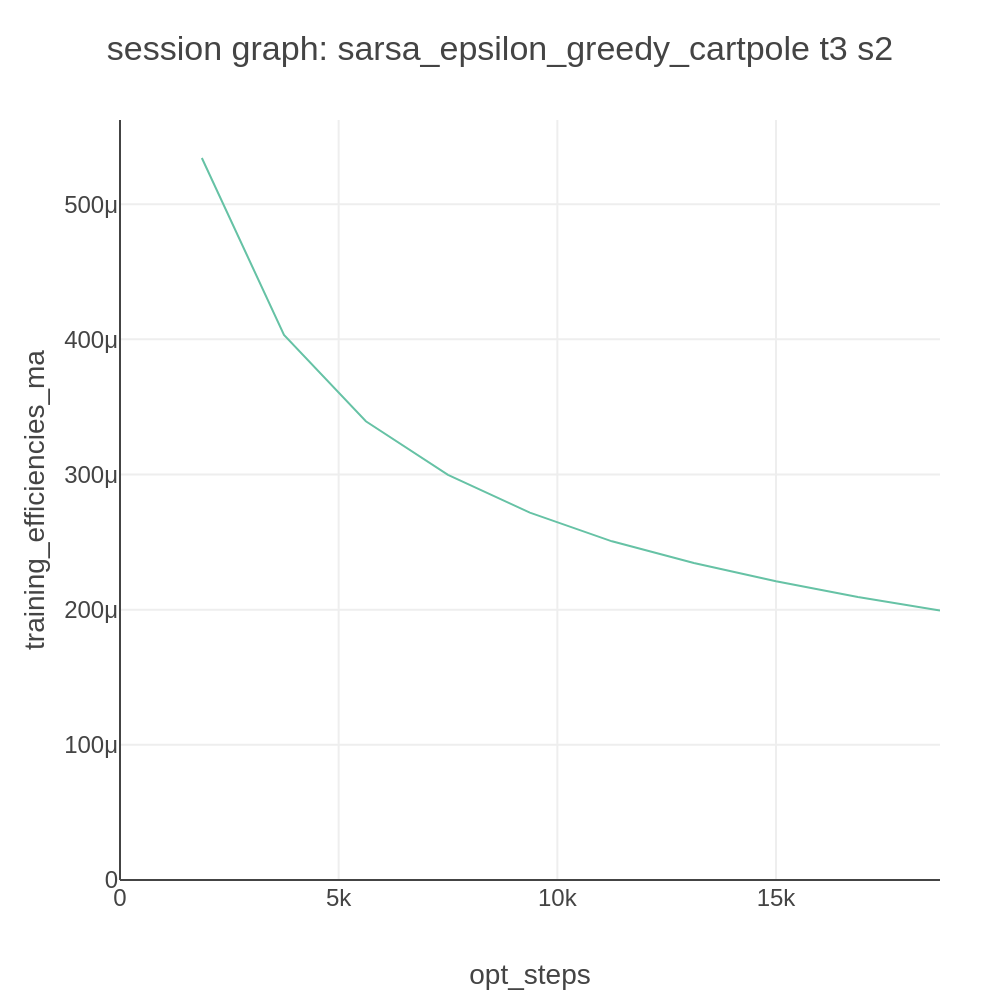 session graph: sarsa_epsilon_greedy_cartpole t3 s2
training_efficiencies_ma
500μ
400μ
300μ
200μ
100μ
0
0
5k
10k
15k
opt_steps